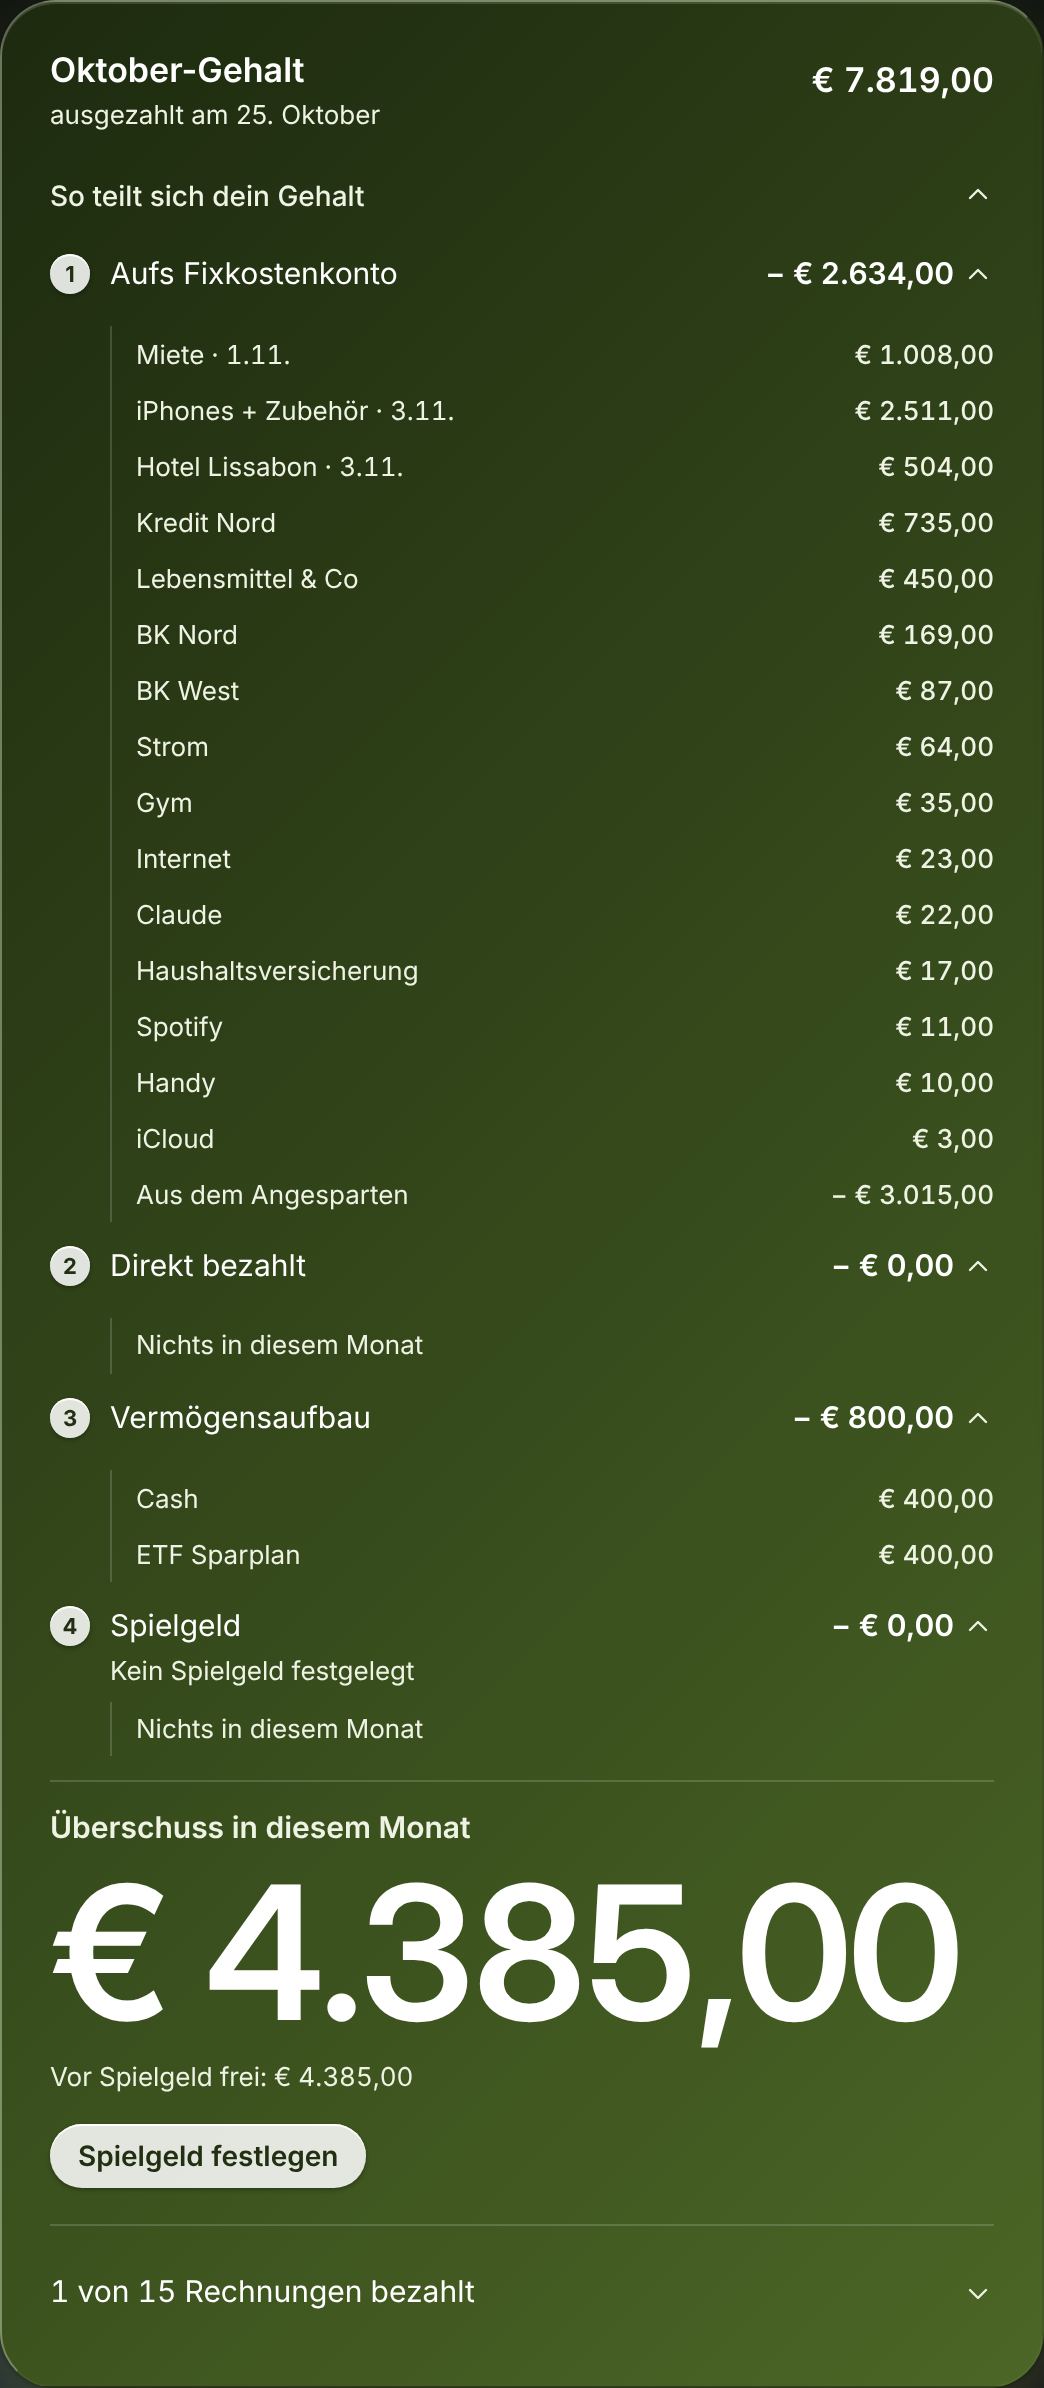 Oktober-Gehalt
€ 7.819,00
ausgezahlt am 25. Oktober
So teilt sich dein Gehalt
1 Aufs Fixkostenkonto – € 2.634,00
Miete · 1.11. € 1.008,00
iPhones + Zubehör · 3.11. € 2.511,00
Hotel Lissabon · 3.11. € 504,00
Kredit Nord € 735,00
Lebensmittel & Co € 450,00
BK Nord € 169,00
BK West € 87,00
Strom € 64,00
Gym € 35,00
Internet € 23,00
Claude € 22,00
Haushaltsversicherung € 17,00
Spotify € 11,00
Handy € 10,00
iCloud € 3,00
Aus dem Angesparten – € 3.015,00
2 Direkt bezahlt – € 0,00
Nichts in diesem Monat
3 Vermögensaufbau – € 800,00
Cash € 400,00
ETF Sparplan € 400,00
4 Spielgeld – € 0,00
Kein Spielgeld festgelegt
Nichts in diesem Monat
Überschuss in diesem Monat
€ 4.385,00
Vor Spielgeld frei: € 4.385,00
Spielgeld festlegen
1 von 15 Rechnungen bezahlt